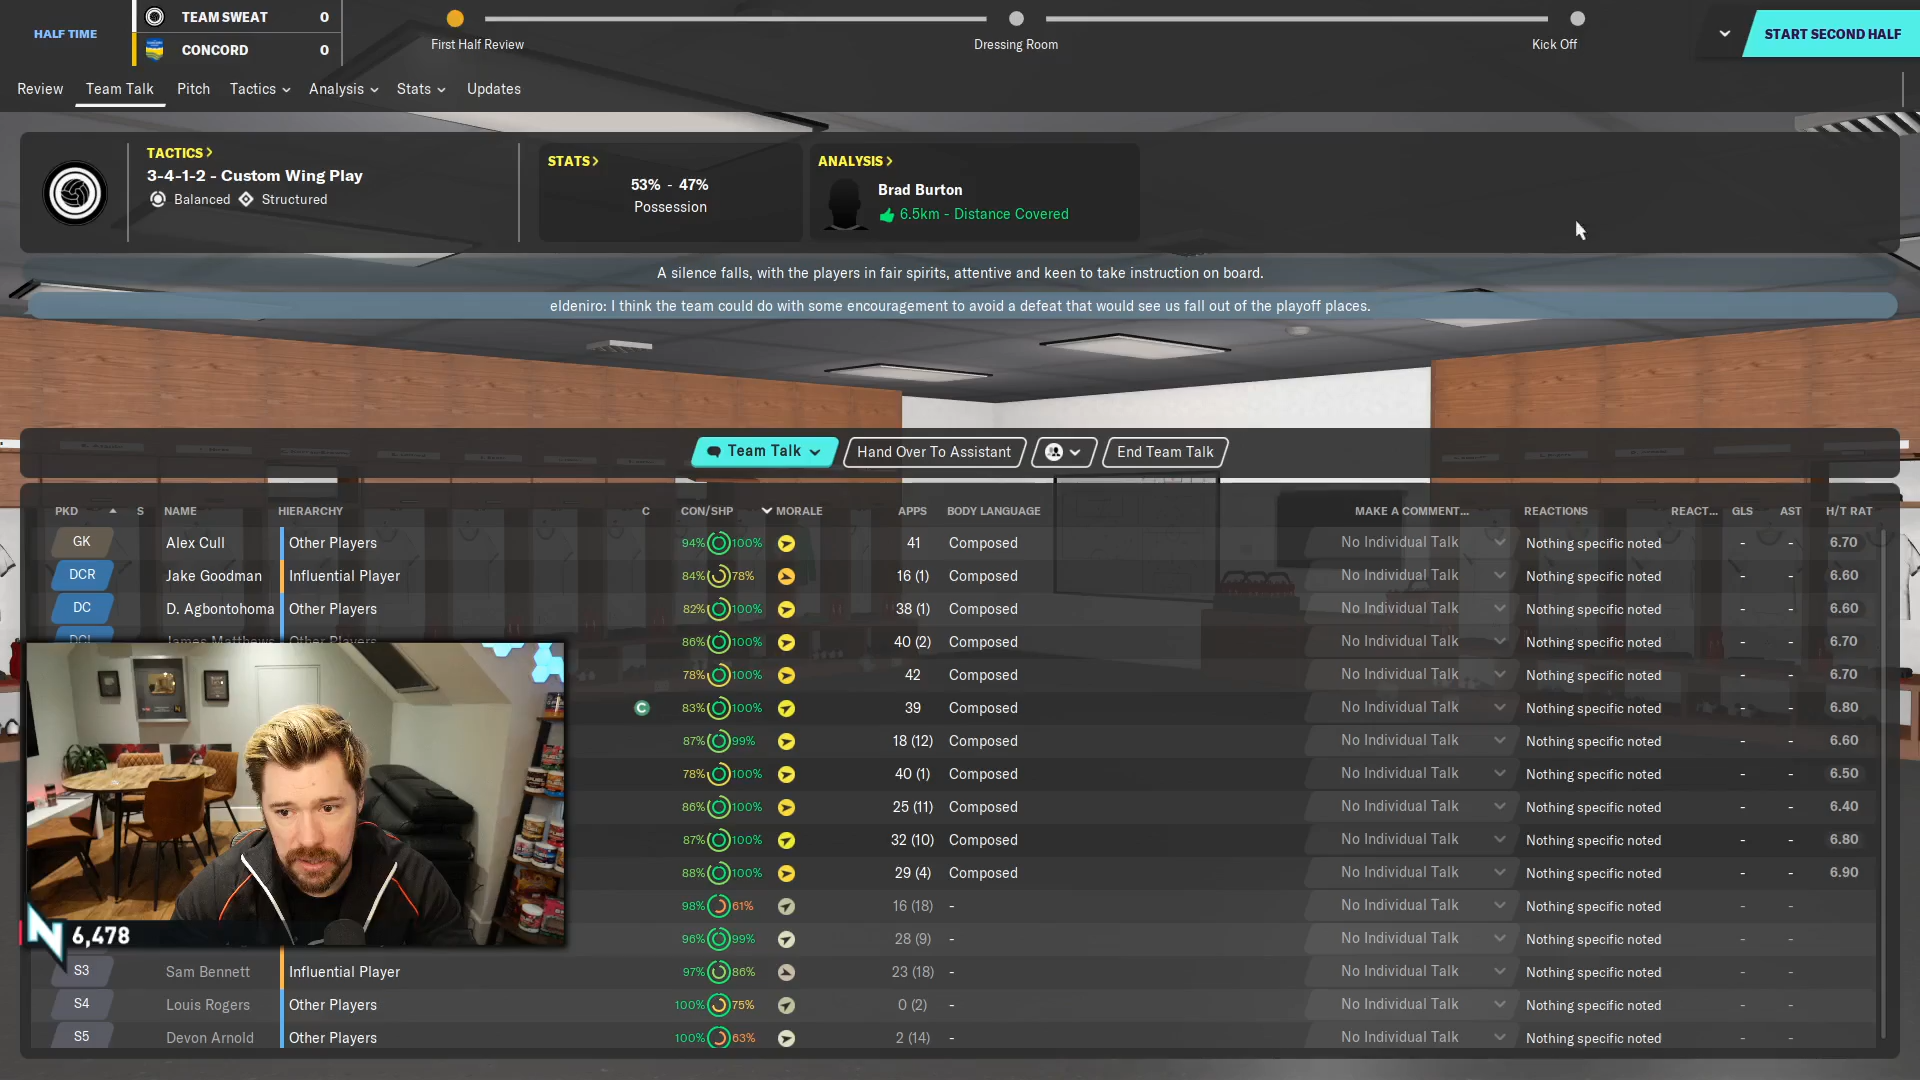 HALF TIME
TEAM SWEAT 0
CONCORD 0
First Half Review
Dressing Room
Kick Off
START SECOND HALF
Review Team Talk Pitch Tactics Analysis Stats Updates
TACTICS
3-4-1-2 - Custom Wing Play
Balanced Structured
STATS
53% - 47%
Possession
ANALYSIS
Brad Burton
6.5km - Distance Covered
A silence falls, with the players in fair spirits, attentive and keen to take instruction on board.
eldeniro: I think the team could do with some encouragement to avoid a defeat that would see us fall out of the playoff places.
Team Talk Hand Over To Assistant End Team Talk
PKD S NAME HIERARCHY C CON/SHP MORALE APPS BODY LANGUAGE MAKE A COMMENT... REACTIONS REACT... GLS AST H/T RAT
GK Alex Cull Other Players 94% 100% 41 Composed No Individual Talk Nothing specific noted - - 6.70
DCR Jake Goodman Influential Player 84% 78% 16 (1) Composed No Individual Talk Nothing specific noted - - 6.60
DC D. Agbontohoma Other Players 82% 100% 38 (1) Composed No Individual Talk Nothing specific noted - - 6.60
DCL James Matthews Other Players 86% 100% 40 (2) Composed No Individual Talk Nothing specific noted - - 6.70
78% 100% 42 Composed No Individual Talk Nothing specific noted - - 6.70
C 83% 100% 39 Composed No Individual Talk Nothing specific noted - - 6.80
87% 99% 18 (12) Composed No Individual Talk Nothing specific noted - - 6.60
78% 100% 40 (1) Composed No Individual Talk Nothing specific noted - - 6.50
86% 100% 25 (11) Composed No Individual Talk Nothing specific noted - - 6.40
87% 100% 32 (10) Composed No Individual Talk Nothing specific noted - - 6.80
88% 100% 29 (4) Composed No Individual Talk Nothing specific noted - - 6.90
98% 61% 16 (18) - No Individual Talk Nothing specific noted - -
96% 99% 28 (9) - No Individual Talk Nothing specific noted - -
N 6,478
S3 Sam Bennett Influential Player 97% 86% 23 (18) - No Individual Talk Nothing specific noted - -
S4 Louis Rogers Other Players 100% 75% 0 (2) - No Individual Talk Nothing specific noted - -
S5 Devon Arnold Other Players 100% 63% 2 (14) - No Individual Talk Nothing specific noted - -